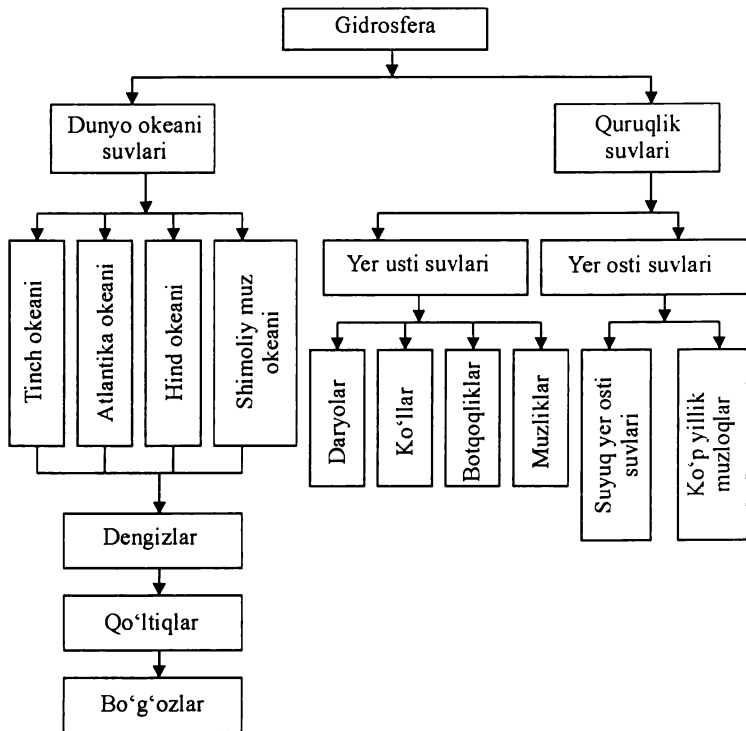 Gidrosfera
Dunyo okeani
suvlari
Quruqlik
suvlari
Tinch okeani
Atlantika okeani
Hind okeani
Shimoliy muz
okeani
Yer usti suvlari
Yer osti suvlari
Daryolar
Ko‘llar
Botqoqliklar
Muzliklar
Suyuq yer osti
suvlari
Ko‘p yillik
muzloqlar
Dengizlar
Qo‘ltiqlar
Bo‘g‘ozlar